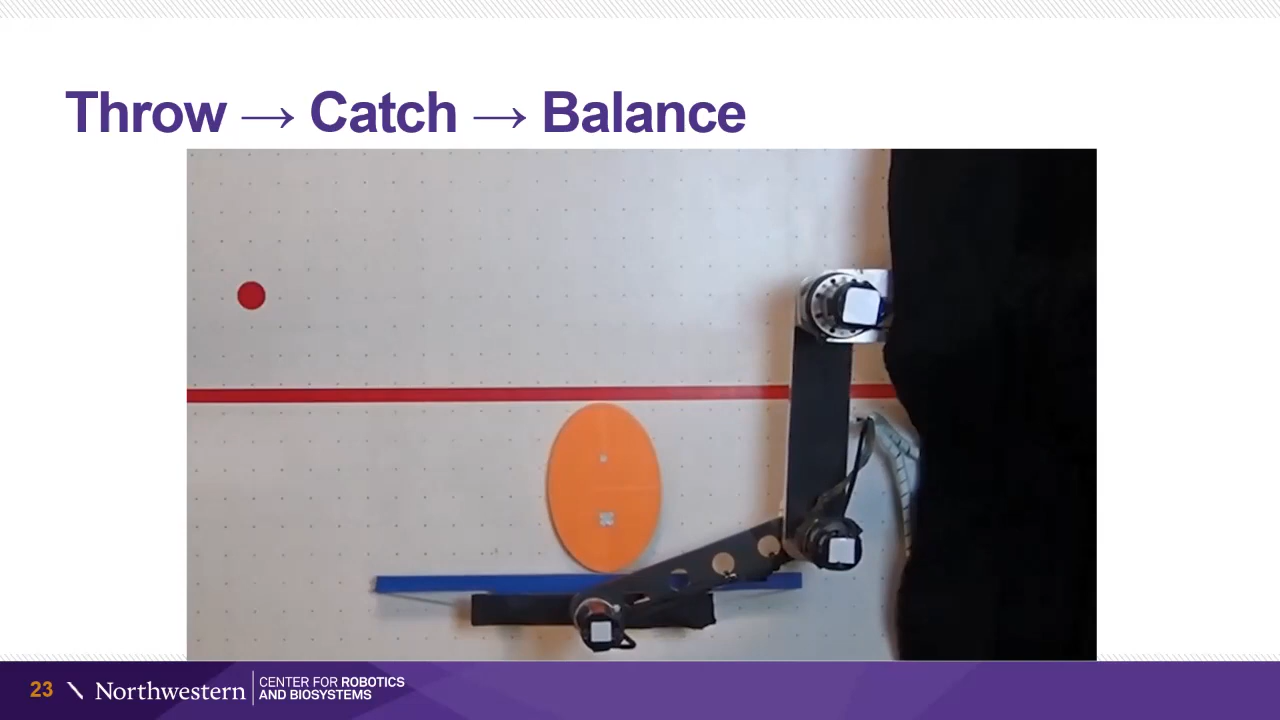 Throw → Catch → Balance
23
Northwestern
CENTER FOR ROBOTICS
AND BIOSYSTEMS